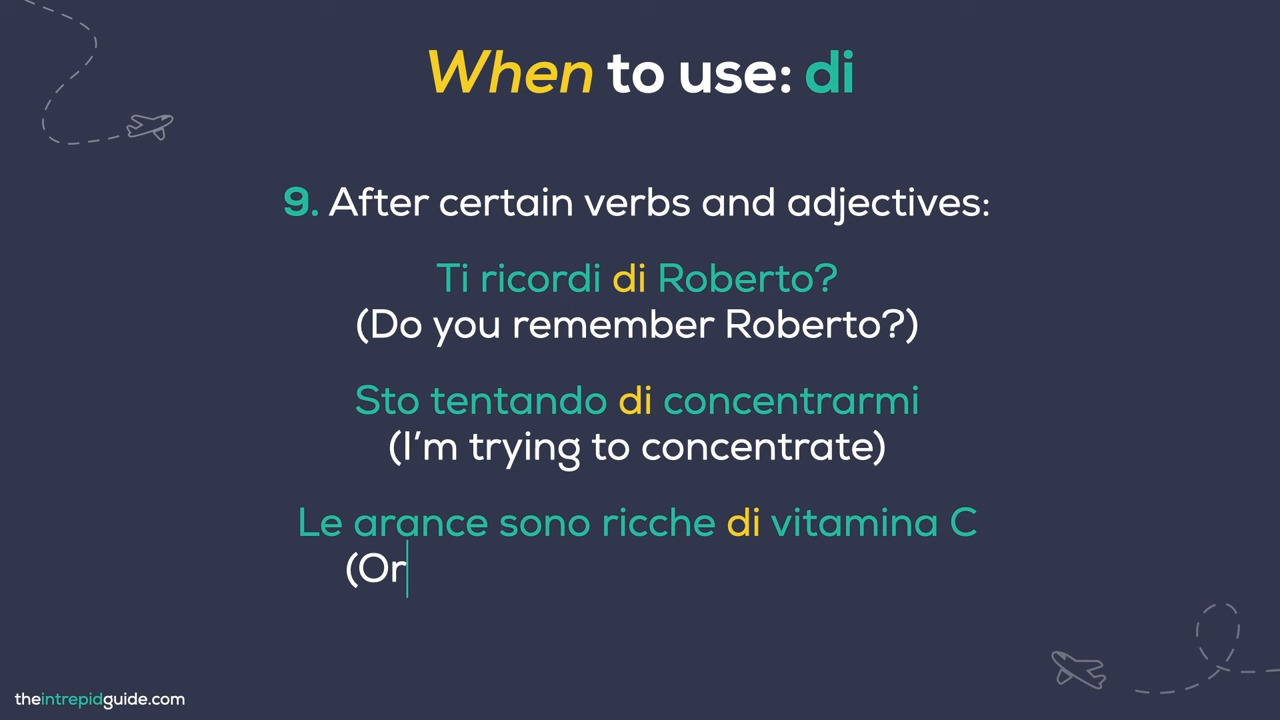 When to use: di
9. After certain verbs and adjectives:
Ti ricordi di Roberto?
(Do you remember Roberto?)
Sto tentando di concentrarmi
(I’m trying to concentrate)
Le arance sono ricche di vitamina C
(Or
theintrepidguide.com